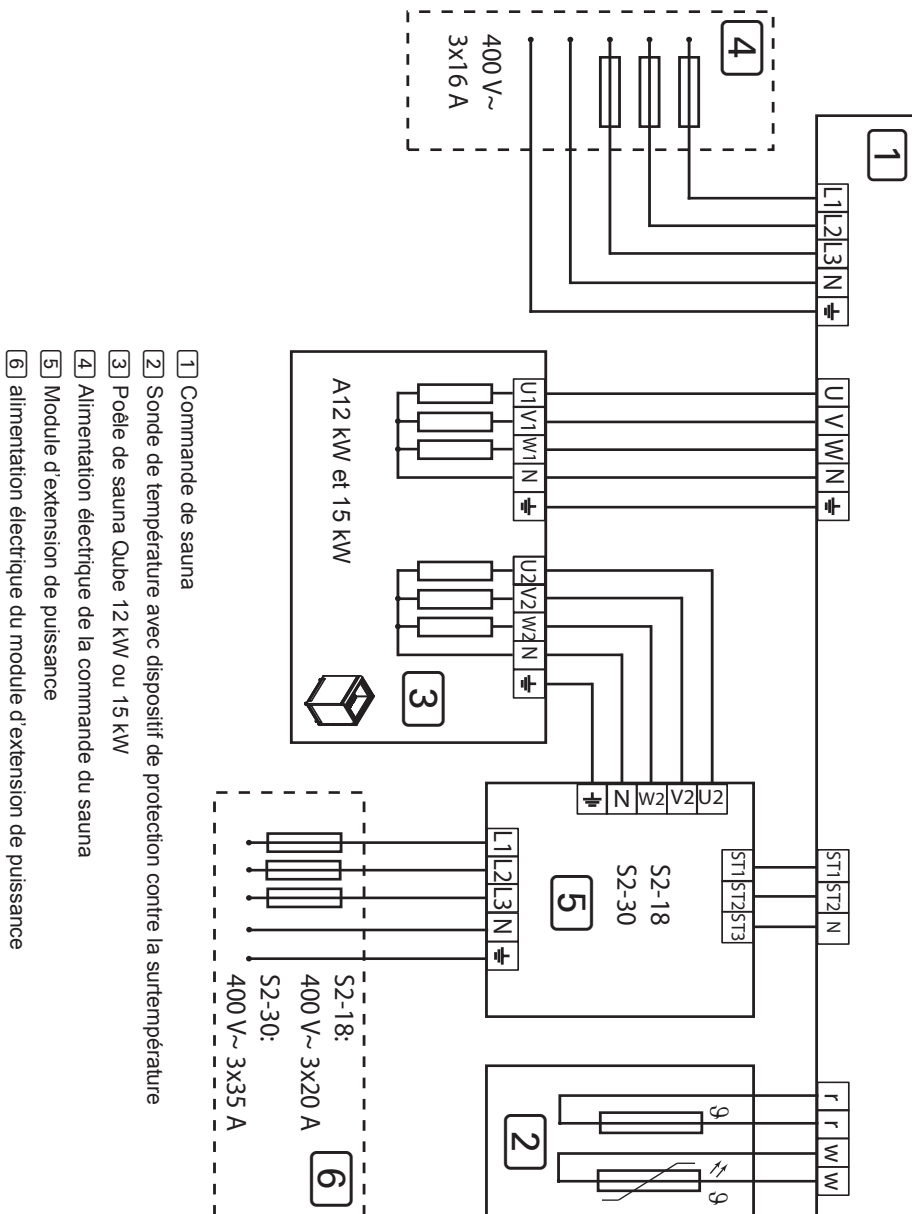 1
L1 L2 L3 N
U V W N
ST1 ST2 N
r r w w
4
400 V~
3x16 A
U1 V1 W1 N
U2 V2 W2 N
A12 kW et 15 kW
3
N W2 V2 U2
ST1 ST2 ST3
S2-18
S2-30
5
L1 L2 L3 N
ϑ
ϑ
2
S2-18:
400 V~ 3x20 A
S2-30:
400 V~ 3x35 A
6
1 Commande de sauna
2 Sonde de température avec dispositif de protection contre la surtempérature
3 Poêle de sauna Qube 12 kW ou 15 kW
4 Alimentation électrique de la commande du sauna
5 Module d'extension de puissance
6 alimentation électrique du module d'extension de puissance